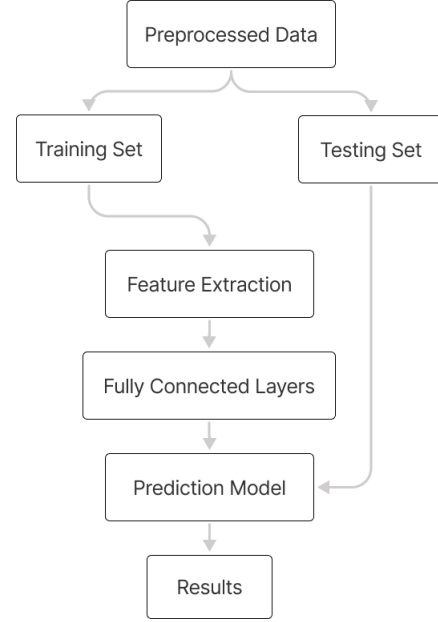 Preprocessed Data
Training Set
Testing Set
Feature Extraction
Fully Connected Layers
Prediction Model
Results